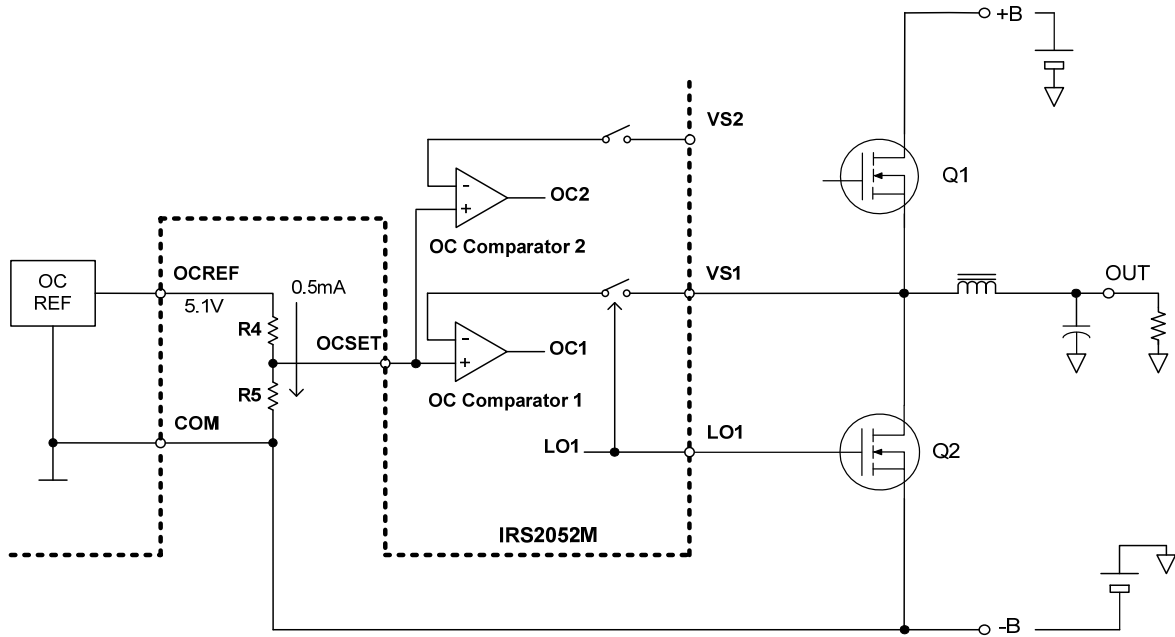 +B
VS2
Q1
OC2
OC Comparator 2
OC
REF
OCREF
5.1V
0.5mA
R4
VS1
OUT
OCSET
OC1
R5
OC Comparator 1
COM
LO1
LO1
Q2
IRS2052M
-B
-
+
-
+